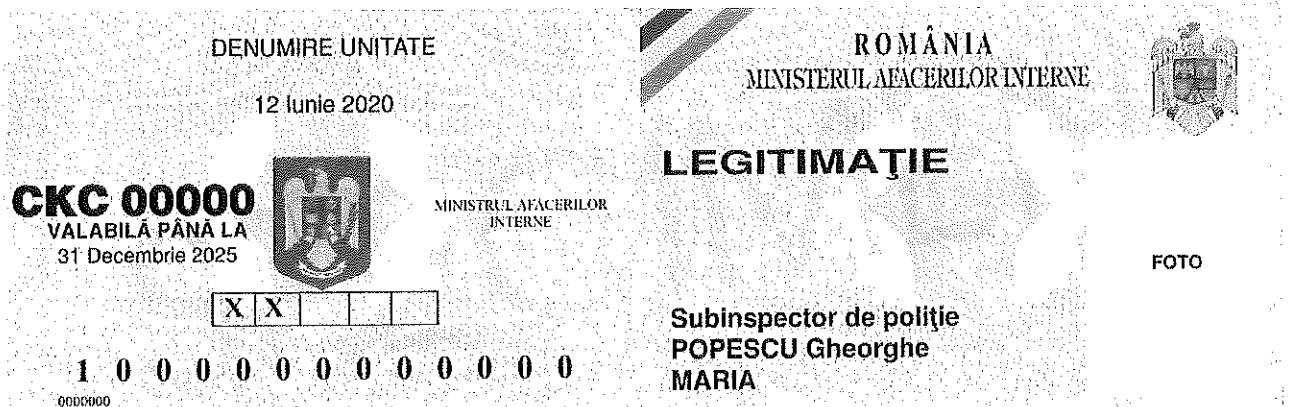 DENUMIRE UNITATE
12 Iunie 2020
CKC 00000
VALABILĂ PÂNĂ LA
31 Decembrie 2025
MINISTRUL AFACERILOR
INTERNE
X X
1 0 0 0 0 0 0 0 0 0 0 0 0
0000000
ROMÂNIA
MINISTERUL AFACERILOR INTERNE
LEGITIMAŢIE
FOTO
Subinspector de poliţie
POPESCU Gheorghe
MARIA